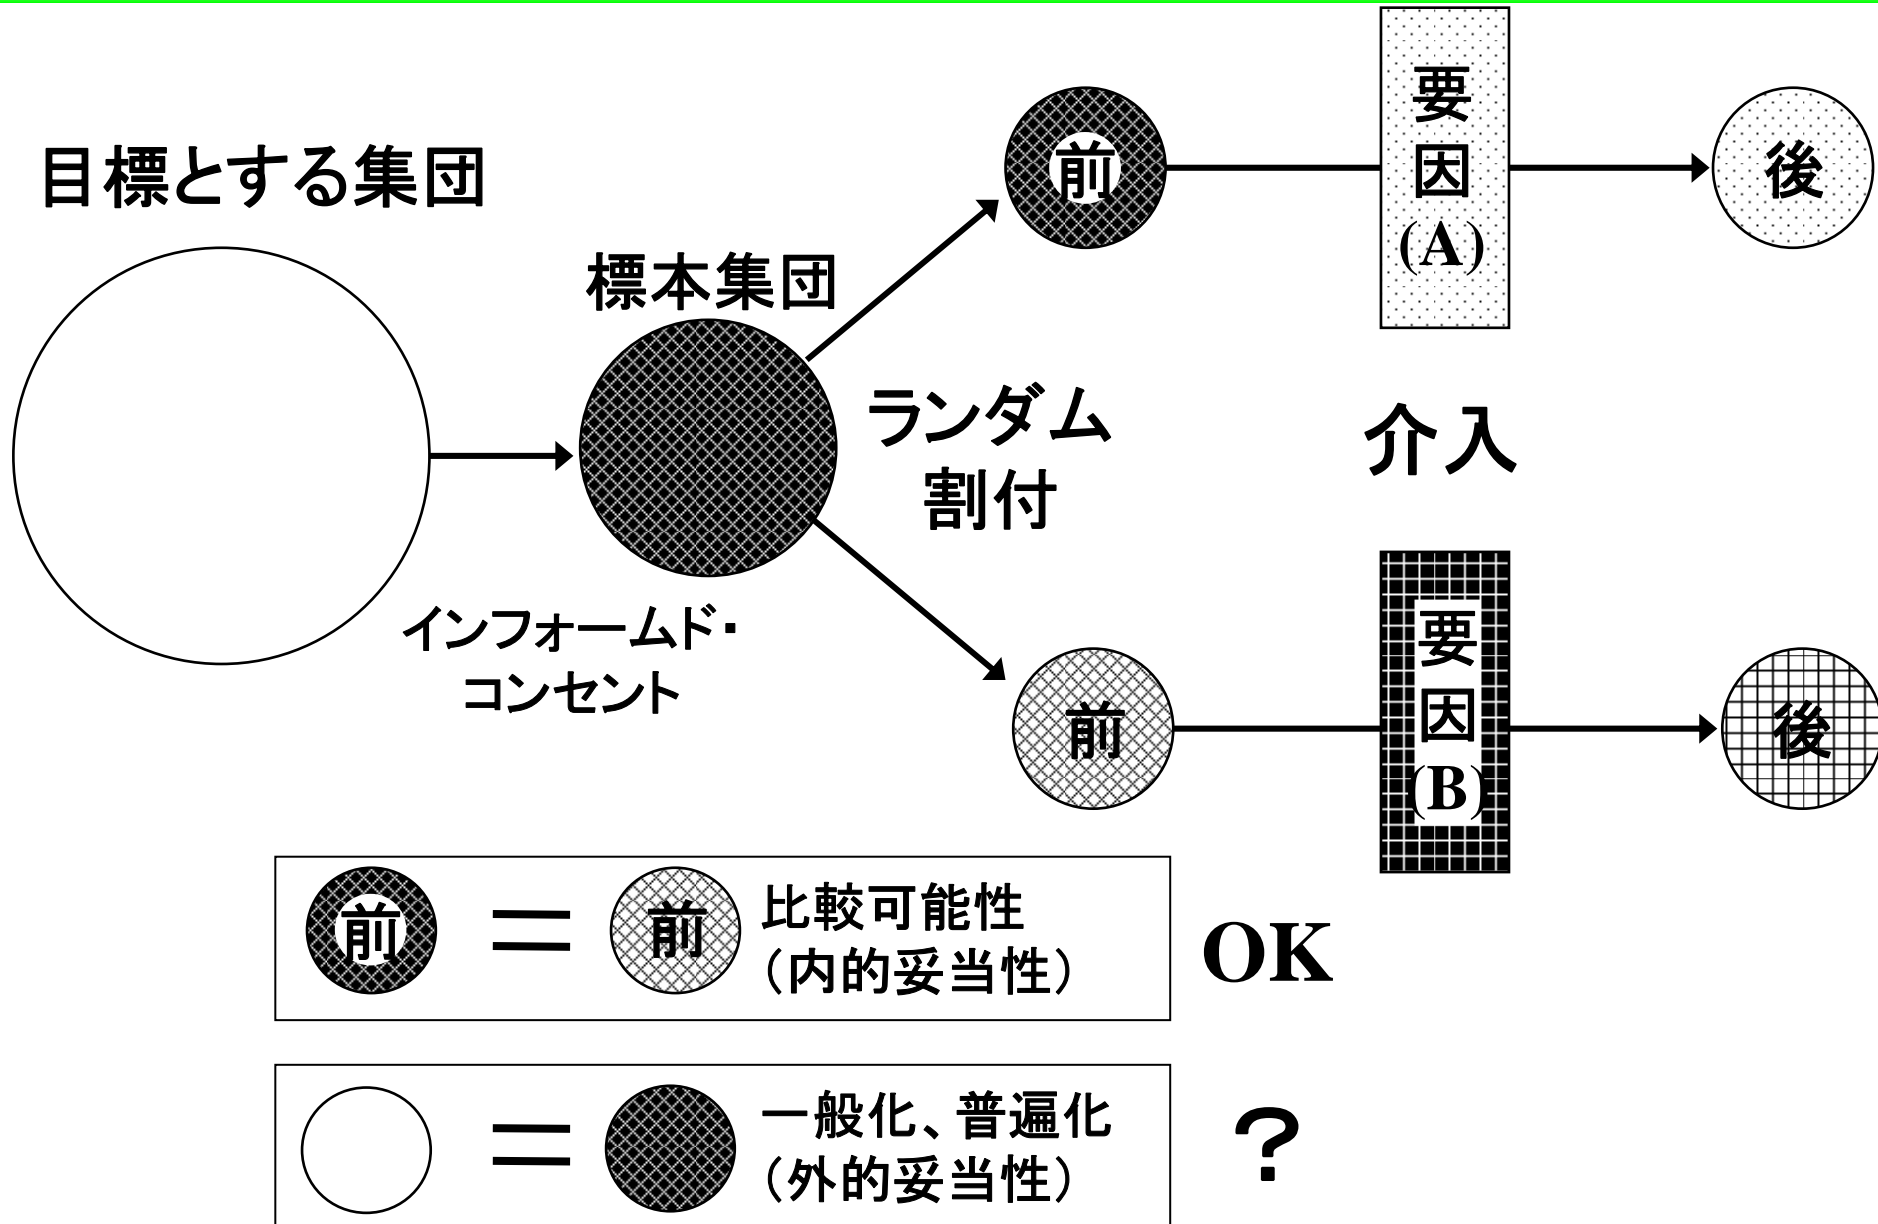 目標とする集団
標本集団
インフォームド・
コンセント
ランダム
割付
前
要
因
(A)
後
介入
前
要
因
(B)
後
前 = 前 比較可能性
（内的妥当性）
OK
= 一般化、普遍化
（外的妥当性）
?